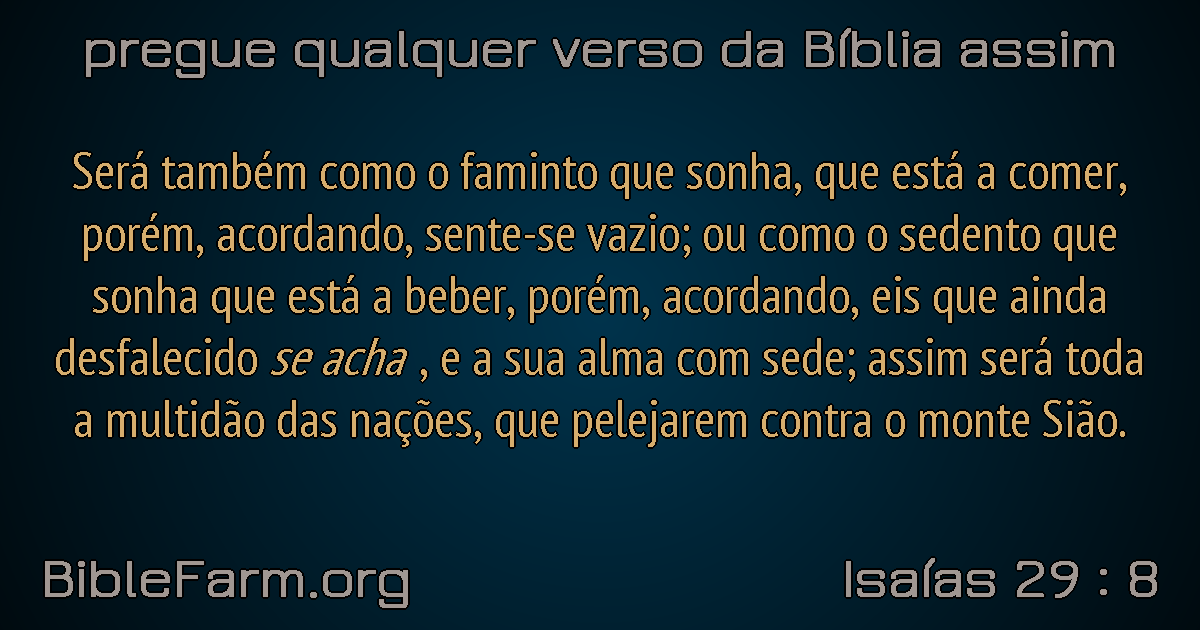 pregue qualquer verso da Bíblia assim
Será também como o faminto que sonha, que está a comer,
porém, acordando, sente-se vazio; ou como o sedento que
sonha que está a beber, porém, acordando, eis que ainda
desfalecido se acha , e a sua alma com sede; assim será toda
a multidão das nações, que pelejarem contra o monte Sião.
BibleFarm.org
Isaías 29 : 8